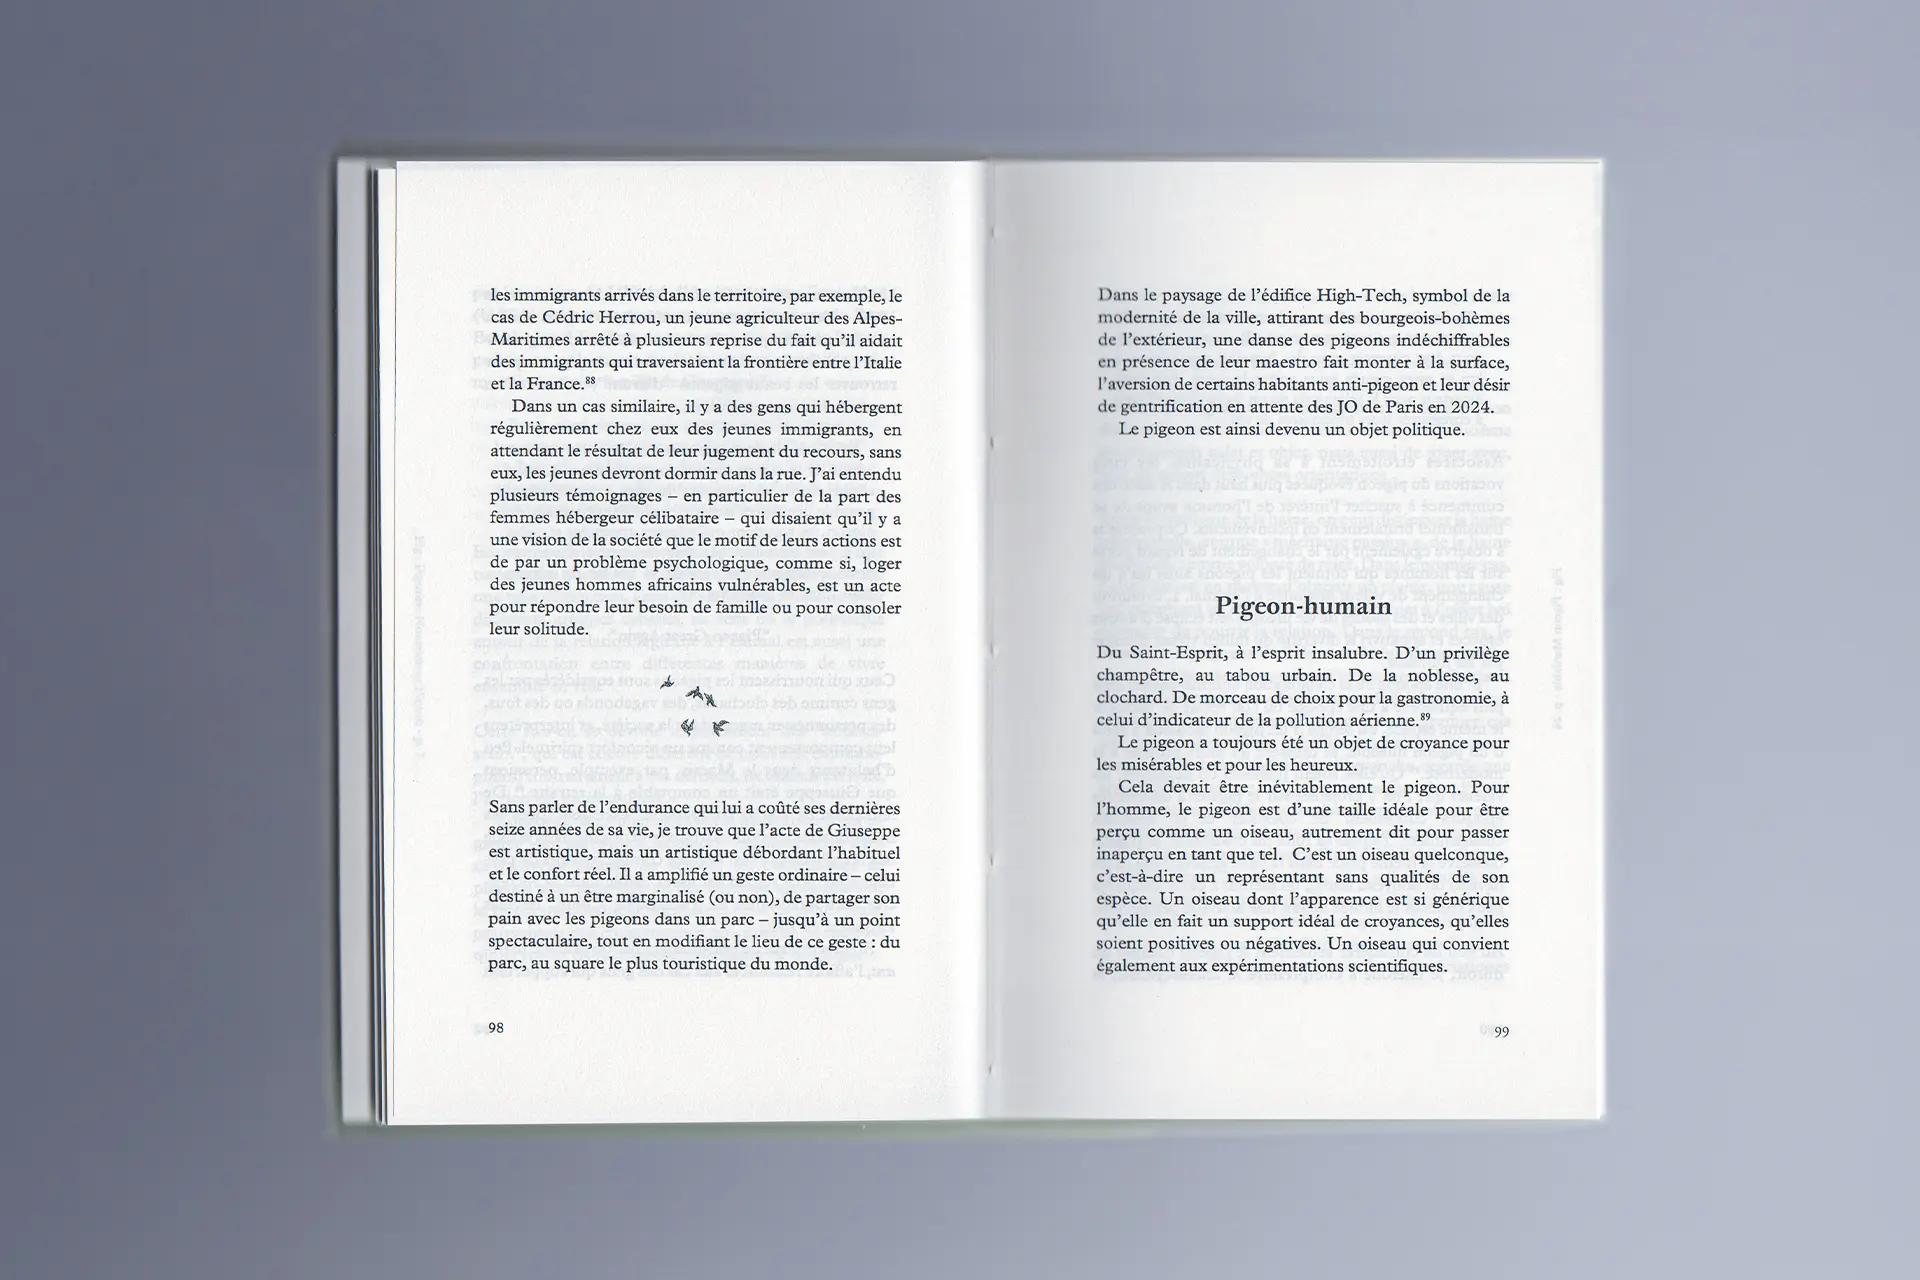 les immigrants arrivés dans le territoire, par exemple, le
cas de Cédric Herrou, un jeune agriculteur des Alpes-
Maritimes arrêté à plusieurs reprise du fait qu’il aidait
des immigrants qui traversaient la frontière entre l’Italie
et la France.⁸⁸
Dans un cas similaire, il y a des gens qui hébergent
régulièrement chez eux des jeunes immigrants, en
attendant le résultat de leur jugement du recours, sans
eux, les jeunes devront dormir dans la rue. J’ai entendu
plusieurs témoignages – en particulier de la part des
femmes hébergeur célibataire – qui disaient qu’il y a
une vision de la société que le motif de leurs actions est
de par un problème psychologique, comme si, loger
des jeunes hommes africains vulnérables, est un acte
pour répondre leur besoin de famille ou pour consoler
leur solitude.
Sans parler de l’endurance qui lui a coûté ses dernières
seize années de sa vie, je trouve que l’acte de Giuseppe
est artistique, mais un artistique débordant l’habituel
et le confort réel. Il a amplifié un geste ordinaire – celui
destiné à un être marginalisé (ou non), de partager son
pain avec les pigeons dans un parc – jusqu’à un point
spectaculaire, tout en modifiant le lieu de ce geste : du
parc, au square le plus touristique du monde.
98
Dans le paysage de l’édifice High-Tech, symbol de la
modernité de la ville, attirant des bourgeois-bohèmes
de l’extérieur, une danse des pigeons indéchiffrables
en présence de leur maestro fait monter à la surface,
l’aversion de certains habitants anti-pigeon et leur désir
de gentrification en attente des JO de Paris en 2024.
Le pigeon est ainsi devenu un objet politique.
Pigeon-humain
Du Saint-Esprit, à l’esprit insalubre. D’un privilège
champêtre, au tabou urbain. De la noblesse, au
clochard. De morceau de choix pour la gastronomie, à
celui d’indicateur de la pollution aérienne.⁸⁹
Le pigeon a toujours été un objet de croyance pour
les misérables et pour les heureux.
Cela devait être inévitablement le pigeon. Pour
l’homme, le pigeon est d’une taille idéale pour être
perçu comme un oiseau, autrement dit pour passer
inaperçu en tant que tel. C’est un oiseau quelconque,
c’est-à-dire un représentant sans qualités de son
espèce. Un oiseau dont l’apparence est si générique
qu’elle en fait un support idéal de croyances, qu’elles
soient positives ou négatives. Un oiseau qui convient
également aux expérimentations scientifiques.
99